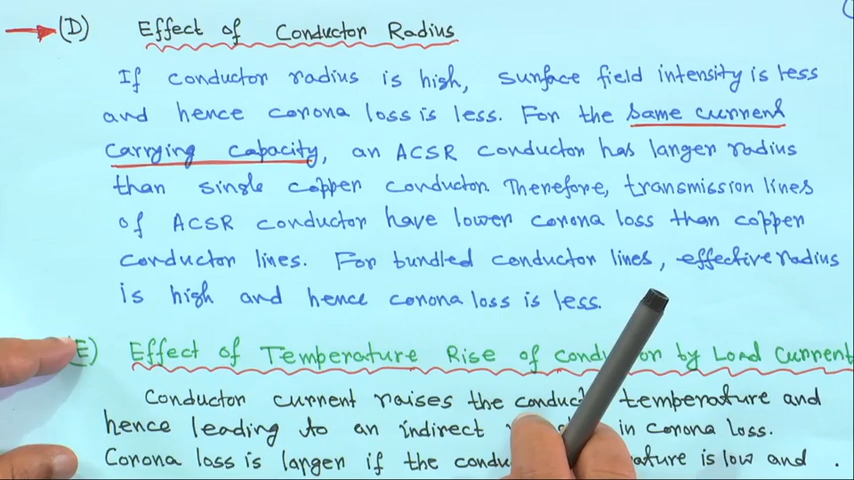 (D) Effect of Conductor Radius
If conductor radius is high, surface field intensity is less
and hence corona loss is less. For the same current
carrying capacity, an ACSR conductor has larger radius
than single copper conductor. Therefore, transmission lines
of ACSR conductor have lower corona loss than copper
conductor lines. For bundled conductor lines, effective radius
is high and hence corona loss is less.
E) Effect of Temperature Rise of by Load Current
Conductor current raises the temperature and
hence leading to an indirect in corona loss.
Corona loss is larger if the is low and .